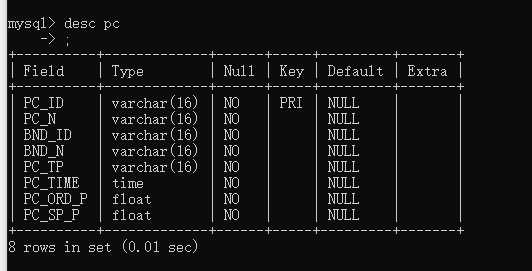 mysql> desc pc
    -> ;
+----------+-------------+------+-----+---------+-------+
| Field    | Type        | Null | Key | Default | Extra |
+----------+-------------+------+-----+---------+-------+
| PC_ID    | varchar(16) | NO   | PRI | NULL    |       |
| PC_N     | varchar(16) | NO   |     | NULL    |       |
| BND_ID   | varchar(16) | NO   |     | NULL    |       |
| BND_N    | varchar(16) | NO   |     | NULL    |       |
| PC_TP    | varchar(16) | NO   |     | NULL    |       |
| PC_TIME  | time        | NO   |     | NULL    |       |
| PC_ORD_P | float       | NO   |     | NULL    |       |
| PC_SP_P  | float       | NO   |     | NULL    |       |
+----------+-------------+------+-----+---------+-------+
8 rows in set (0.01 sec)